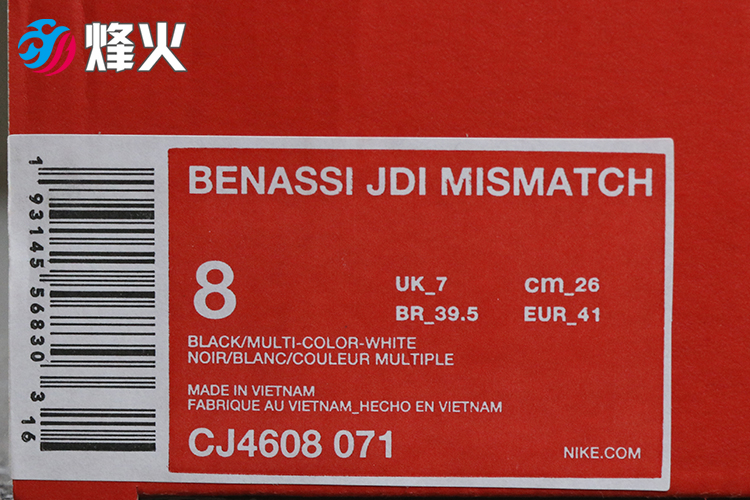 烽火
BENASSI JDI MISMATCH
8
UK_7 cm_26
BR_39.5 EUR_41
BLACK/MULTI-COLOR-WHITE
NOIR/BLANC/COULEUR MULTIPLE
MADE IN VIETNAM
FABRIQUE AU VIETNAM_HECHO EN VIETNAM
CJ4608 071
NIKE.COM
1 93145 56830 3 16